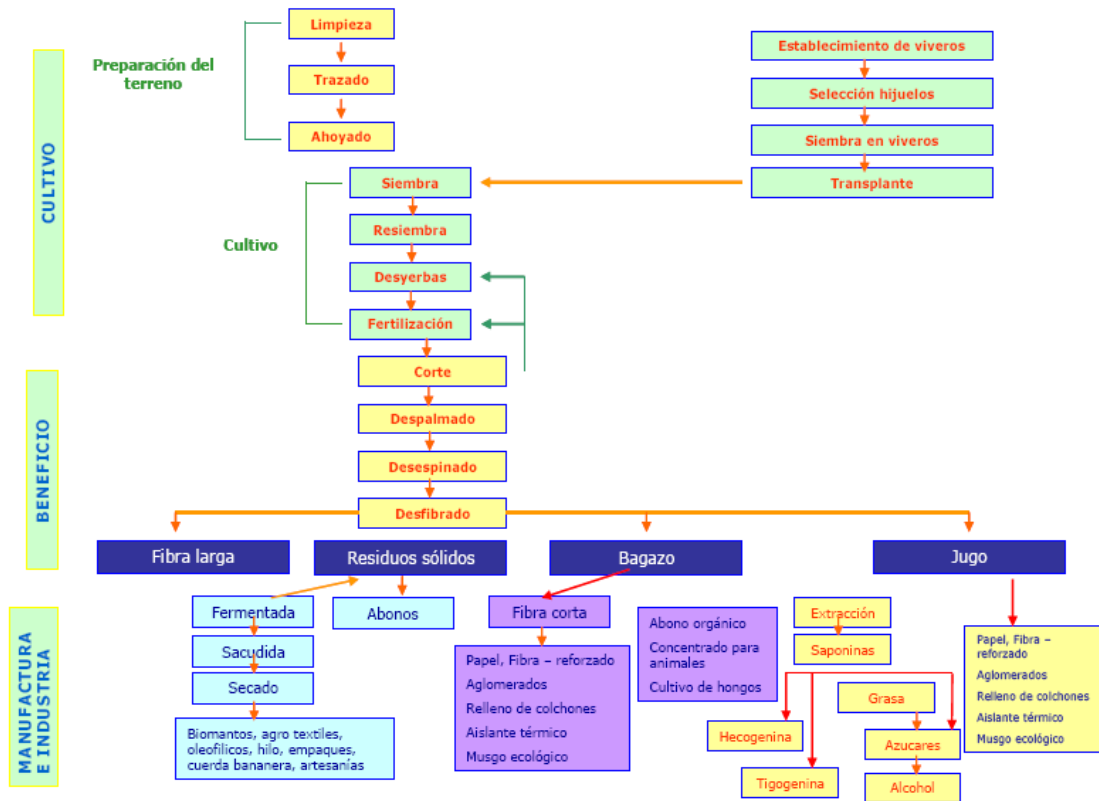 CULTIVO
Preparación del
terreno
Limpieza
Trazado
Ahoyado
Establecimiento de viveros
Selección hijuelos
Siembra en viveros
Transplante
Cultivo
Siembra
Resiembra
Desyerbas
Fertilización
BENEFICIO
Corte
Despalmado
Desespinado
Desfibrado
Fibra larga
Residuos sólidos
Bagazo
Jugo
MANUFACTURA
E INDUSTRIA
Fermentada
Sacudida
Secado
Biomantos, agro textiles,
oleofílicos, hilo, empaques,
cuerda bananera, artesanías
Abonos
Fibra corta
Papel, Fibra – reforzado
Aglomerados
Relleno de colchones
Aislante térmico
Musgo ecológico
Abono orgánico
Concentrado para
animales
Cultivo de hongos
Extracción
Saponinas
Hecogenina
Tigogenina
Grasa
Azucares
Alcohol
Papel, Fibra –
reforzado
Aglomerados
Relleno de colchones
Aislante térmico
Musgo ecológico